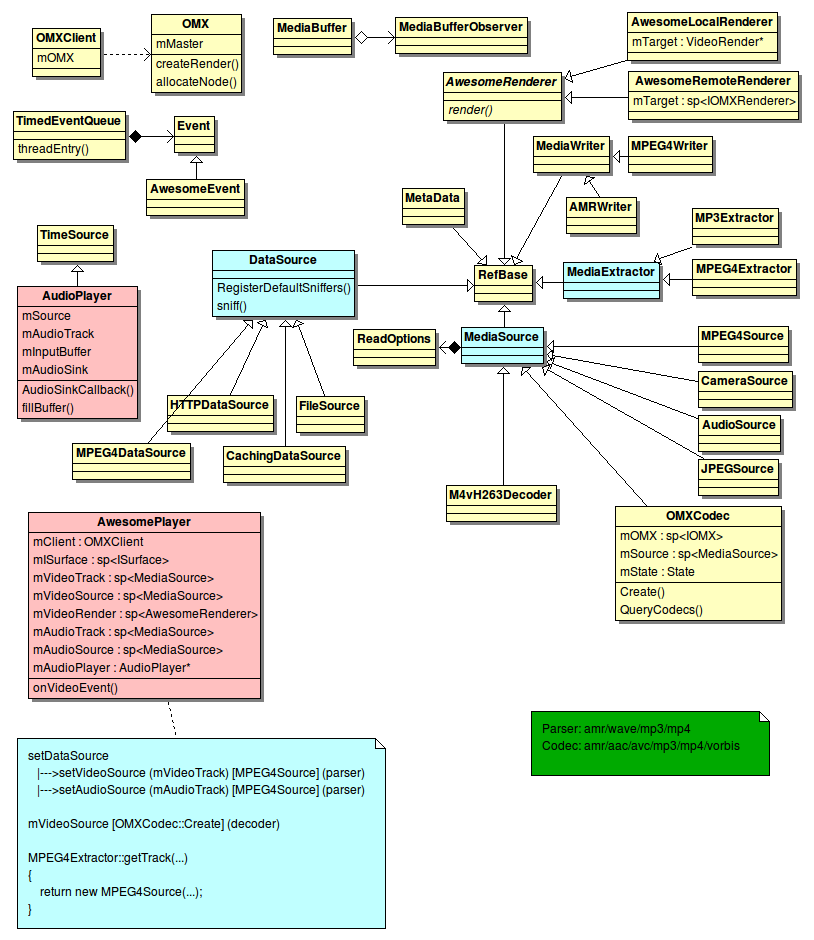 OMXClient
mOMX
OMX
mMaster
createRender()
allocateNode()
MediaBuffer
MediaBufferObserver
AwesomeLocalRenderer
mTarget : VideoRender*
AwesomeRenderer
render()
AwesomeRemoteRenderer
mTarget : sp<IOMXRenderer>
TimedEventQueue
threadEntry()
Event
AwesomeEvent
MediaWriter
MPEG4Writer
MetaData
AMRWriter
TimeSource
DataSource
RegisterDefaultSniffers()
sniff()
RefBase
MediaExtractor
MP3Extractor
MPEG4Extractor
AudioPlayer
mSource
mAudioTrack
mInputBuffer
mAudioSink
AudioSinkCallback()
fillBuffer()
ReadOptions
MediaSource
MPEG4Source
CameraSource
AudioSource
JPEGSource
HTTPDataSource
FileSource
MPEG4DataSource
CachingDataSource
M4vH263Decoder
OMXCodec
mOMX : sp<IOMX>
mSource : sp<MediaSource>
mState : State
Create()
QueryCodecs()
AwesomePlayer
mClient : OMXClient
mISurface : sp<ISurface>
mVideoTrack : sp<MediaSource>
mVideoSource : sp<MediaSource>
mVideoRender : sp<AwesomeRenderer>
mAudioTrack : sp<MediaSource>
mAudioSource : sp<MediaSource>
mAudioPlayer : AudioPlayer*
onVideoEvent()
setDataSource
|--->setVideoSource (mVideoTrack) [MPEG4Source] (parser)
|--->setAudioSource (mAudioTrack) [MPEG4Source] (parser)
mVideoSource [OMXCodec::Create] (decoder)
MPEG4Extractor::getTrack(...)
{
return new MPEG4Source(...);
}
Parser: amr/wave/mp3/mp4
Codec: amr/aac/avc/mp3/mp4/vorbis